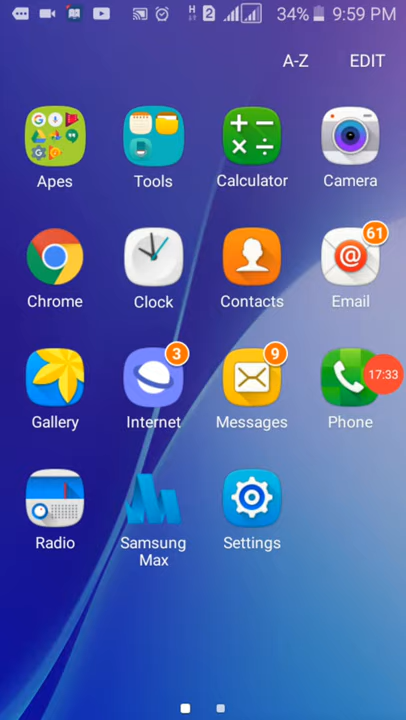 H 2 34% 9:59 PM
A-Z EDIT
Apes Tools Calculator Camera
61
Chrome Clock Contacts Email
3 9 17:33
Gallery Internet Messages Phone
Radio Samsung Max Settings